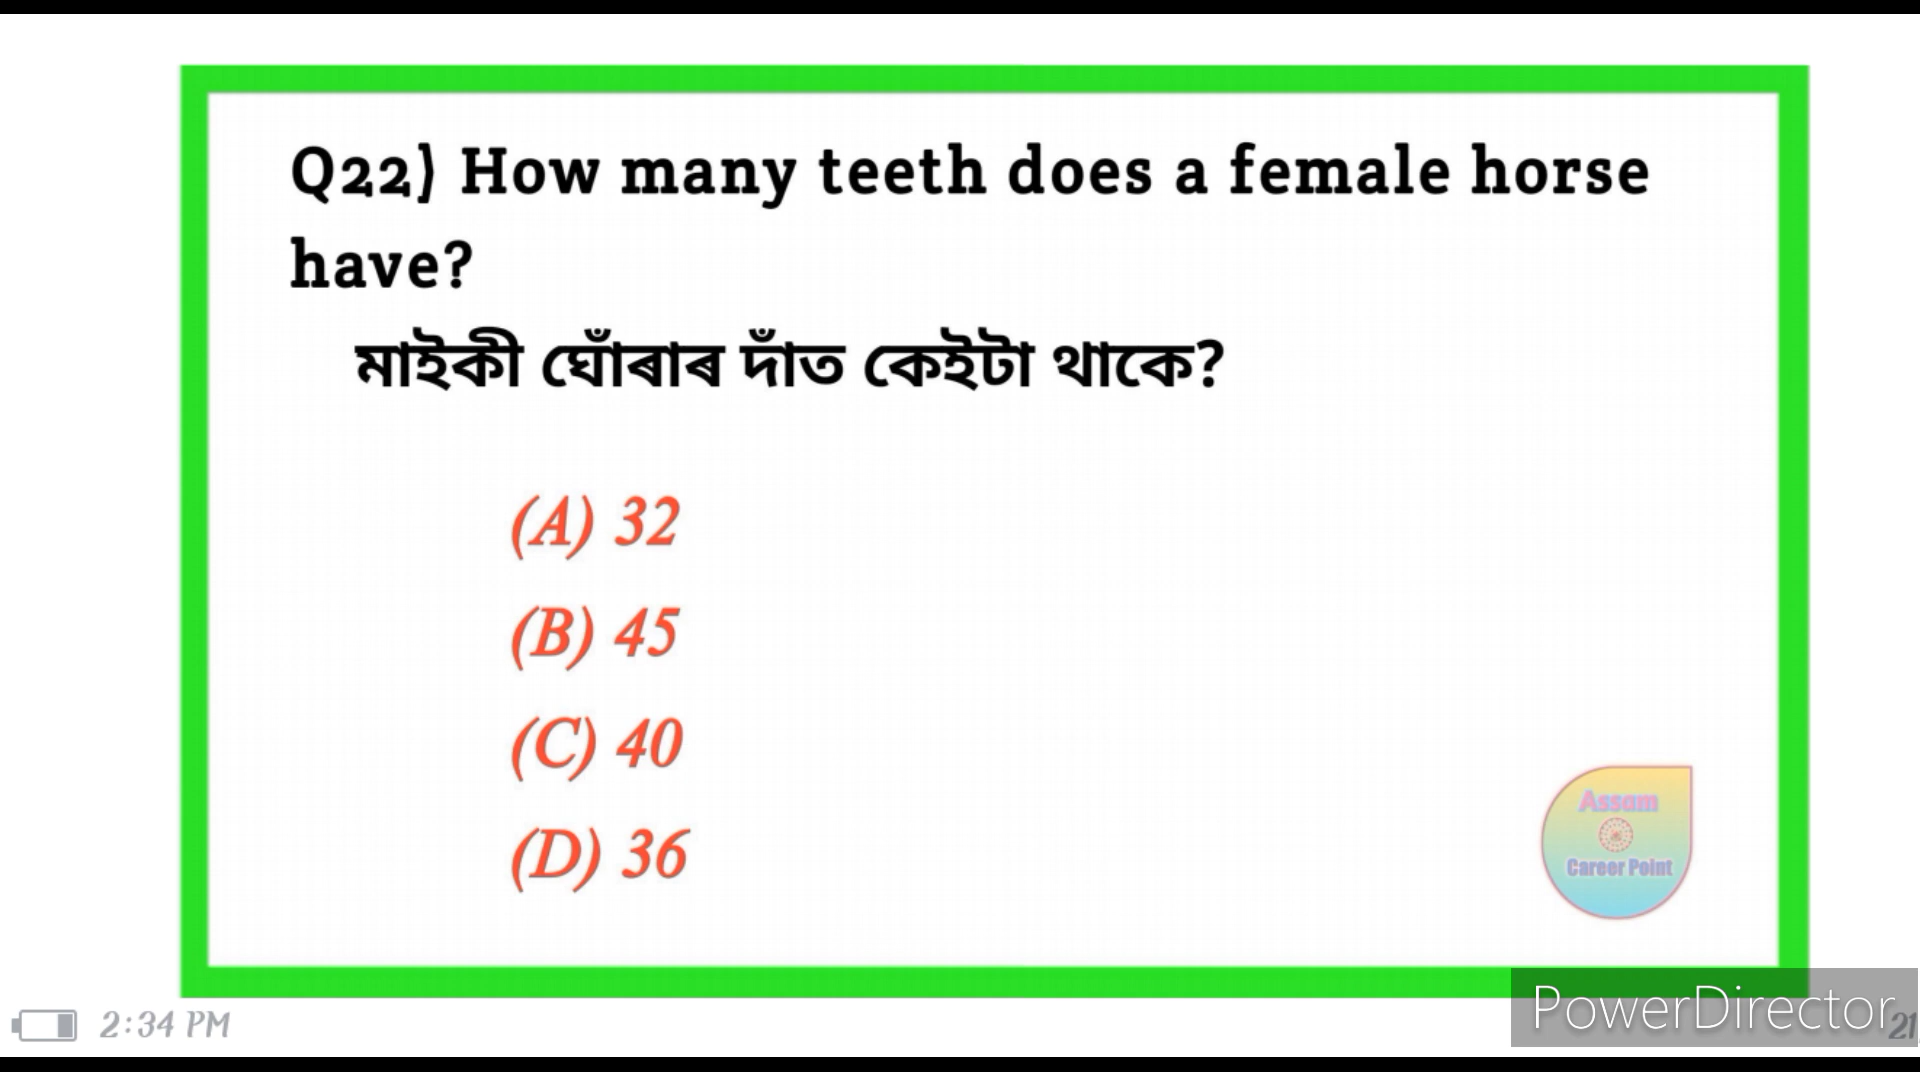 Q22) How many teeth does a female horse
have?
মাইকী ঘোঁৰাৰ দাঁত কেইটা থাকে?
(A) 32
(B) 45
(C) 40
(D) 36
Assam
Career Point
PowerDirector
2:34 PM
21